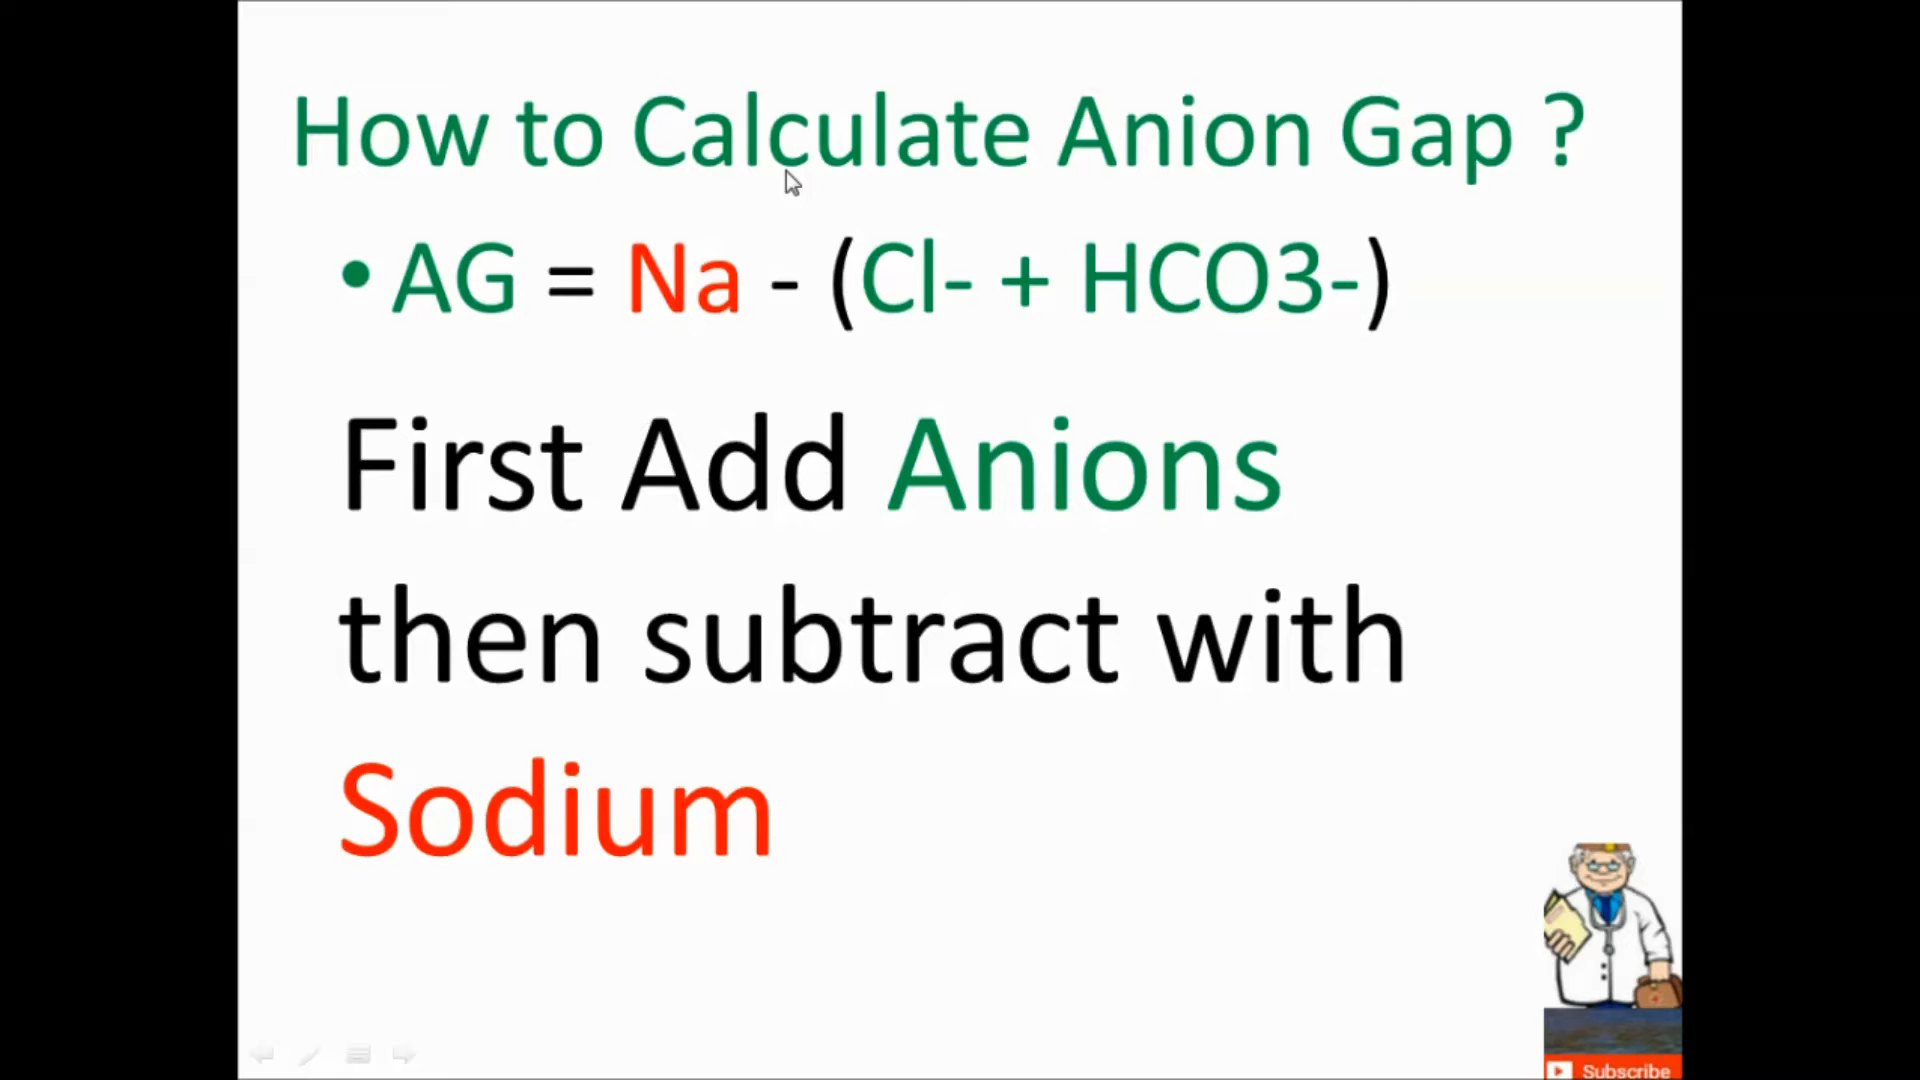 How to Calculate Anion Gap ?
• AG = Na - (Cl- + HCO3-)
First Add Anions
then subtract with
Sodium
Subscribe